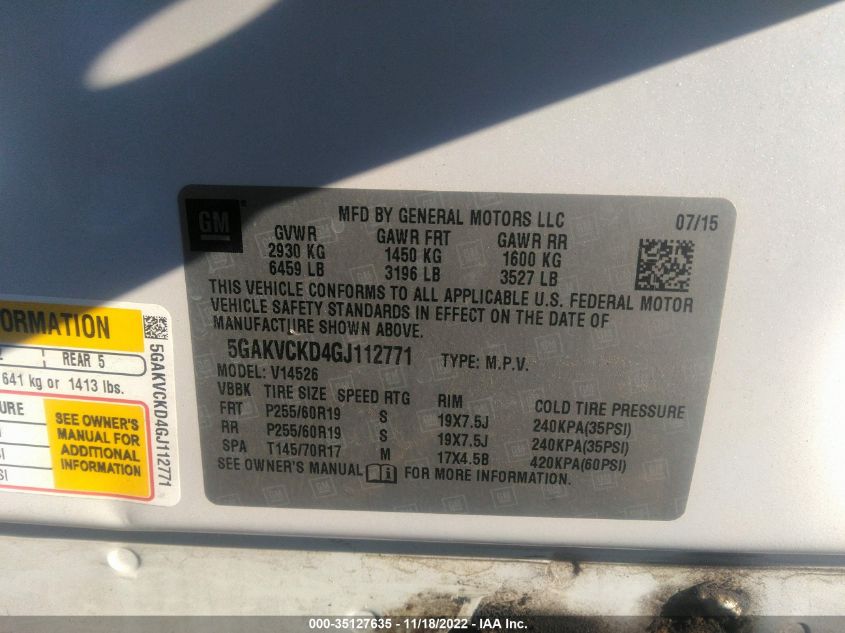 GM
MFD BY GENERAL MOTORS LLC 07/15
GVWR GAWR FRT GAWR RR
2930 KG 1450 KG 1600 KG
6459 LB 3196 LB 3527 LB
THIS VEHICLE CONFORMS TO ALL APPLICABLE U.S. FEDERAL MOTOR
VEHICLE SAFETY STANDARDS IN EFFECT ON THE DATE OF
MANUFACTURE SHOWN ABOVE.
5GAKVCKD4GJ112771 TYPE: M.P.V.
MODEL: V14526
VBBK TIRE SIZE SPEED RTG RIM COLD TIRE PRESSURE
FRT P255/60R19 S 19X7.5J 240KPA(35PSI)
RR P255/60R19 S 19X7.5J 240KPA(35PSI)
SPA T145/70R17 M 17X4.5B 420KPA(60PSI)
SEE OWNER'S MANUAL FOR MORE INFORMATION.
ORMATION
REAR 5
641 kg or 1413 lbs.
URE
SEE OWNER'S
MANUAL FOR
ADDITIONAL
INFORMATION
5GAKVCKD4GJ112771
000-35127635 - 11/18/2022 - IAA Inc.